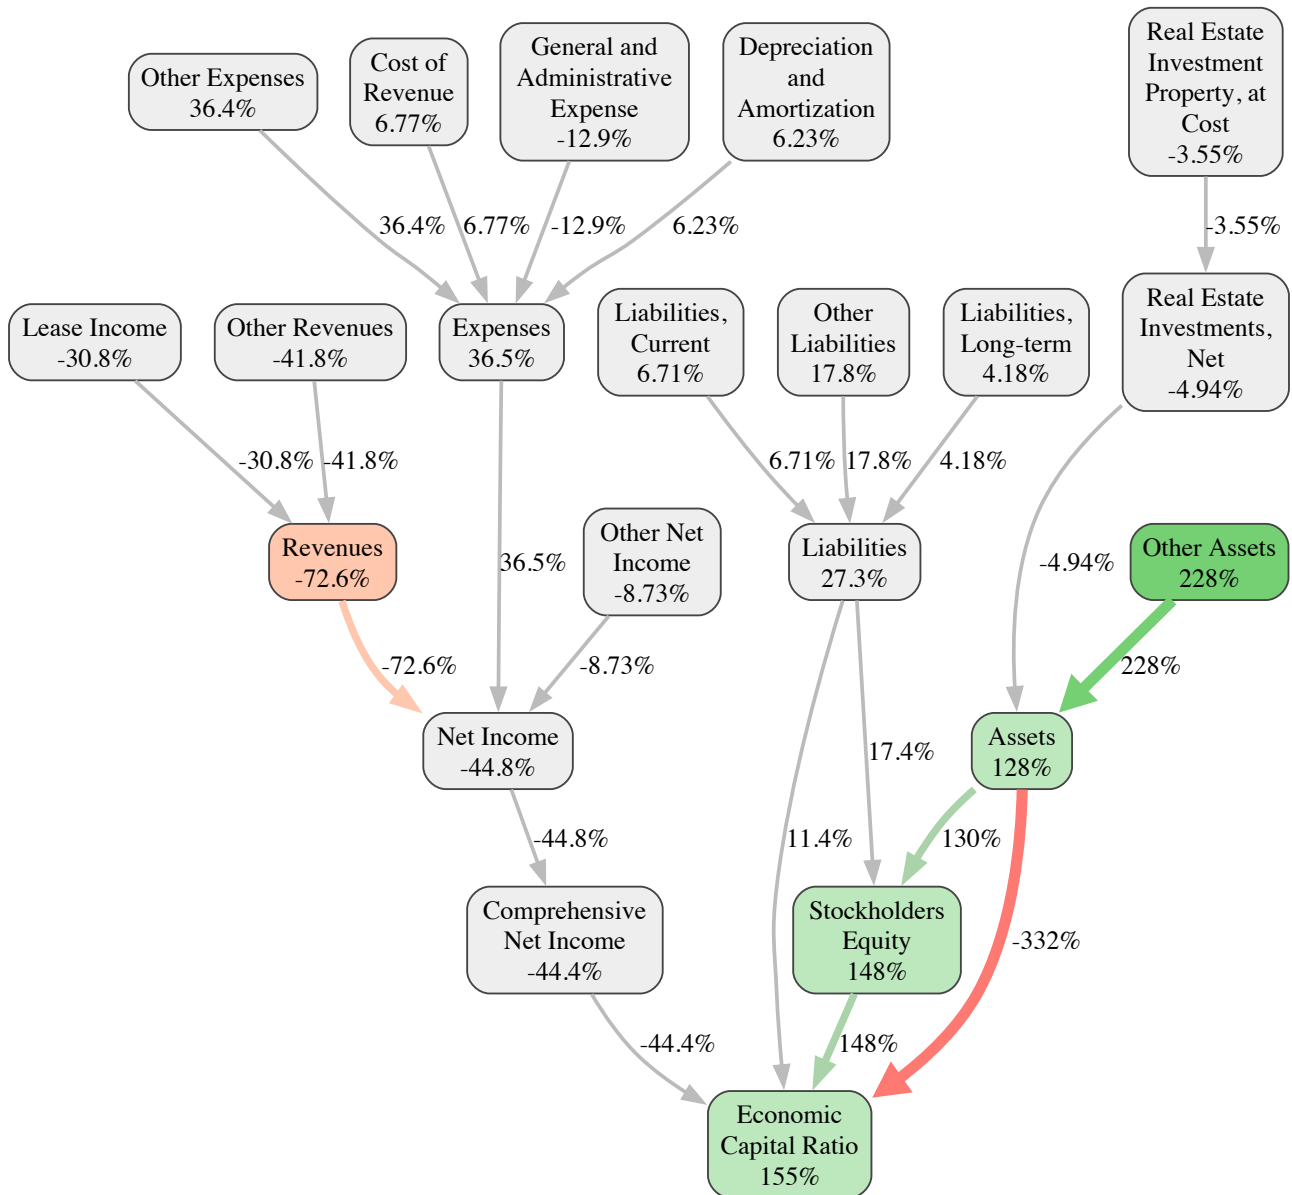 Other Expenses
36.4%
Cost of
Revenue
6.77%
General and
Administrative
Expense
-12.9%
Depreciation
and
Amortization
6.23%
Real Estate
Investment
Property, at
Cost
-3.55%
36.4%
6.77%
-12.9%
6.23%
-3.55%
Lease Income
-30.8%
Other Revenues
-41.8%
Expenses
36.5%
Liabilities,
Current
6.71%
Other
Liabilities
17.8%
Liabilities,
Long-term
4.18%
Real Estate
Investments,
Net
-4.94%
-30.8%
-41.8%
6.71%
17.8%
4.18%
Revenues
-72.6%
36.5%
Other Net
Income
-8.73%
Liabilities
27.3%
-4.94%
Other Assets
228%
-72.6%
-8.73%
228%
Net Income
-44.8%
17.4%
Assets
128%
-44.8%
11.4%
130%
Comprehensive
Net Income
-44.4%
Stockholders
Equity
148%
-332%
-44.4%
148%
Economic
Capital Ratio
155%